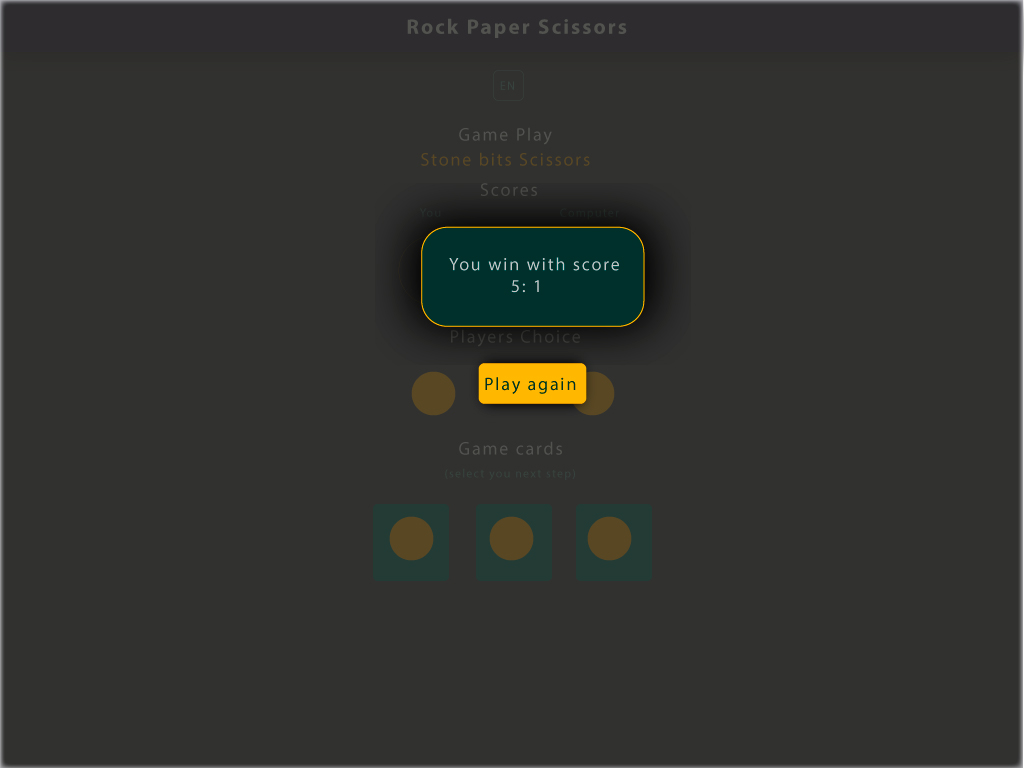 Rock Paper Scissors
EN
Game Play
Stone bits Scissors
Scores
You Computer
You win with score
5: 1
Players Choice
Play again
Game cards
(select you next step)